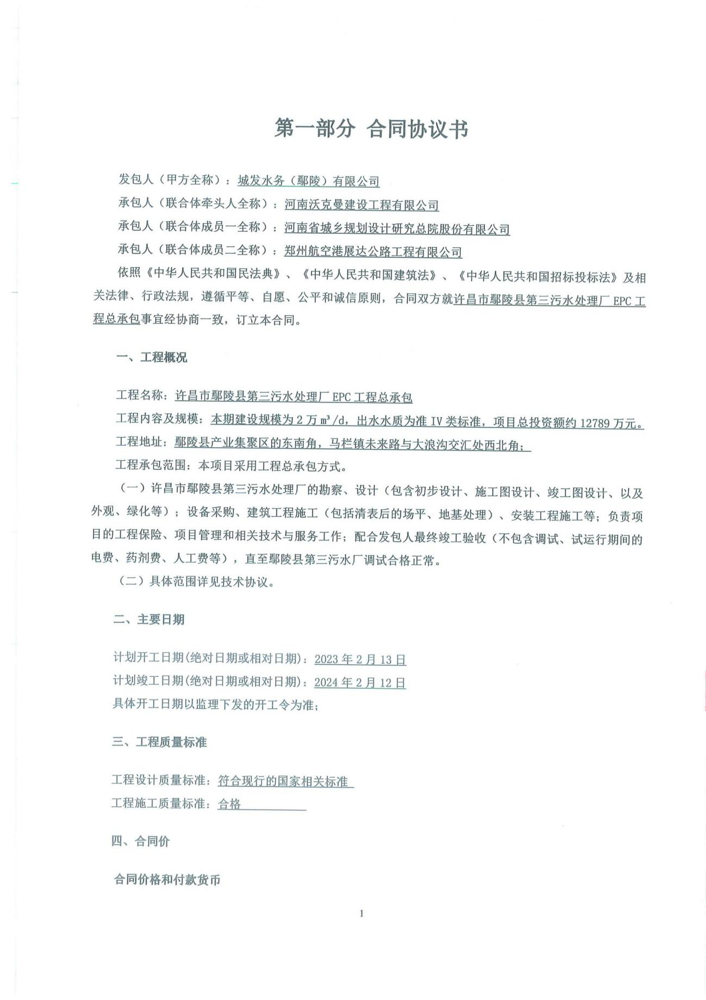 第一部分 合同协议书
发包人（甲方全称）：城发水务（鄢陵）有限公司
承包人（联合体牵头人全称）：河南沃克曼建设工程有限公司
承包人（联合体成员一全称）：河南省城乡规划设计研究总院股份有限公司
承包人（联合体成员二全称）：郑州航空港展达公路工程有限公司
依照《中华人民共和国民法典》、《中华人民共和国建筑法》、《中华人民共和国招标投标法》及相
关法律、行政法规，遵循平等、自愿、公平和诚信原则，合同双方就许昌市鄢陵县第三污水处理厂 EPC 工
程总承包事宜经协商一致，订立本合同。
一、工程概况
工程名称：许昌市鄢陵县第三污水处理厂 EPC 工程总承包
工程内容及规模：本期建设规模为 2 万 m³/d，出水水质为准 IV 类标准，项目总投资额约 12789 万元。
工程地址：鄢陵县产业集聚区的东南角，马栏镇未来路与大浪沟交汇处西北角；
工程承包范围：本项目采用工程总承包方式。
（一）许昌市鄢陵县第三污水处理厂的勘察、设计（包含初步设计、施工图设计、竣工图设计、以及
外观、绿化等）；设备采购、建筑工程施工（包括清表后的场平、地基处理）、安装工程施工等；负责项
目的工程保险、项目管理和相关技术与服务工作；配合发包人最终竣工验收（不包含调试、试运行期间的
电费、药剂费、人工费等），直至鄢陵县第三污水厂调试合格正常。
（二）具体范围详见技术协议。
二、主要日期
计划开工日期(绝对日期或相对日期)：2023 年 2 月 13 日
计划竣工日期(绝对日期或相对日期)：2024 年 2 月 12 日
具体开工日期以监理下发的开工令为准；
三、工程质量标准
工程设计质量标准：符合现行的国家相关标准
工程施工质量标准：合格
四、合同价
合同价格和付款货币
1